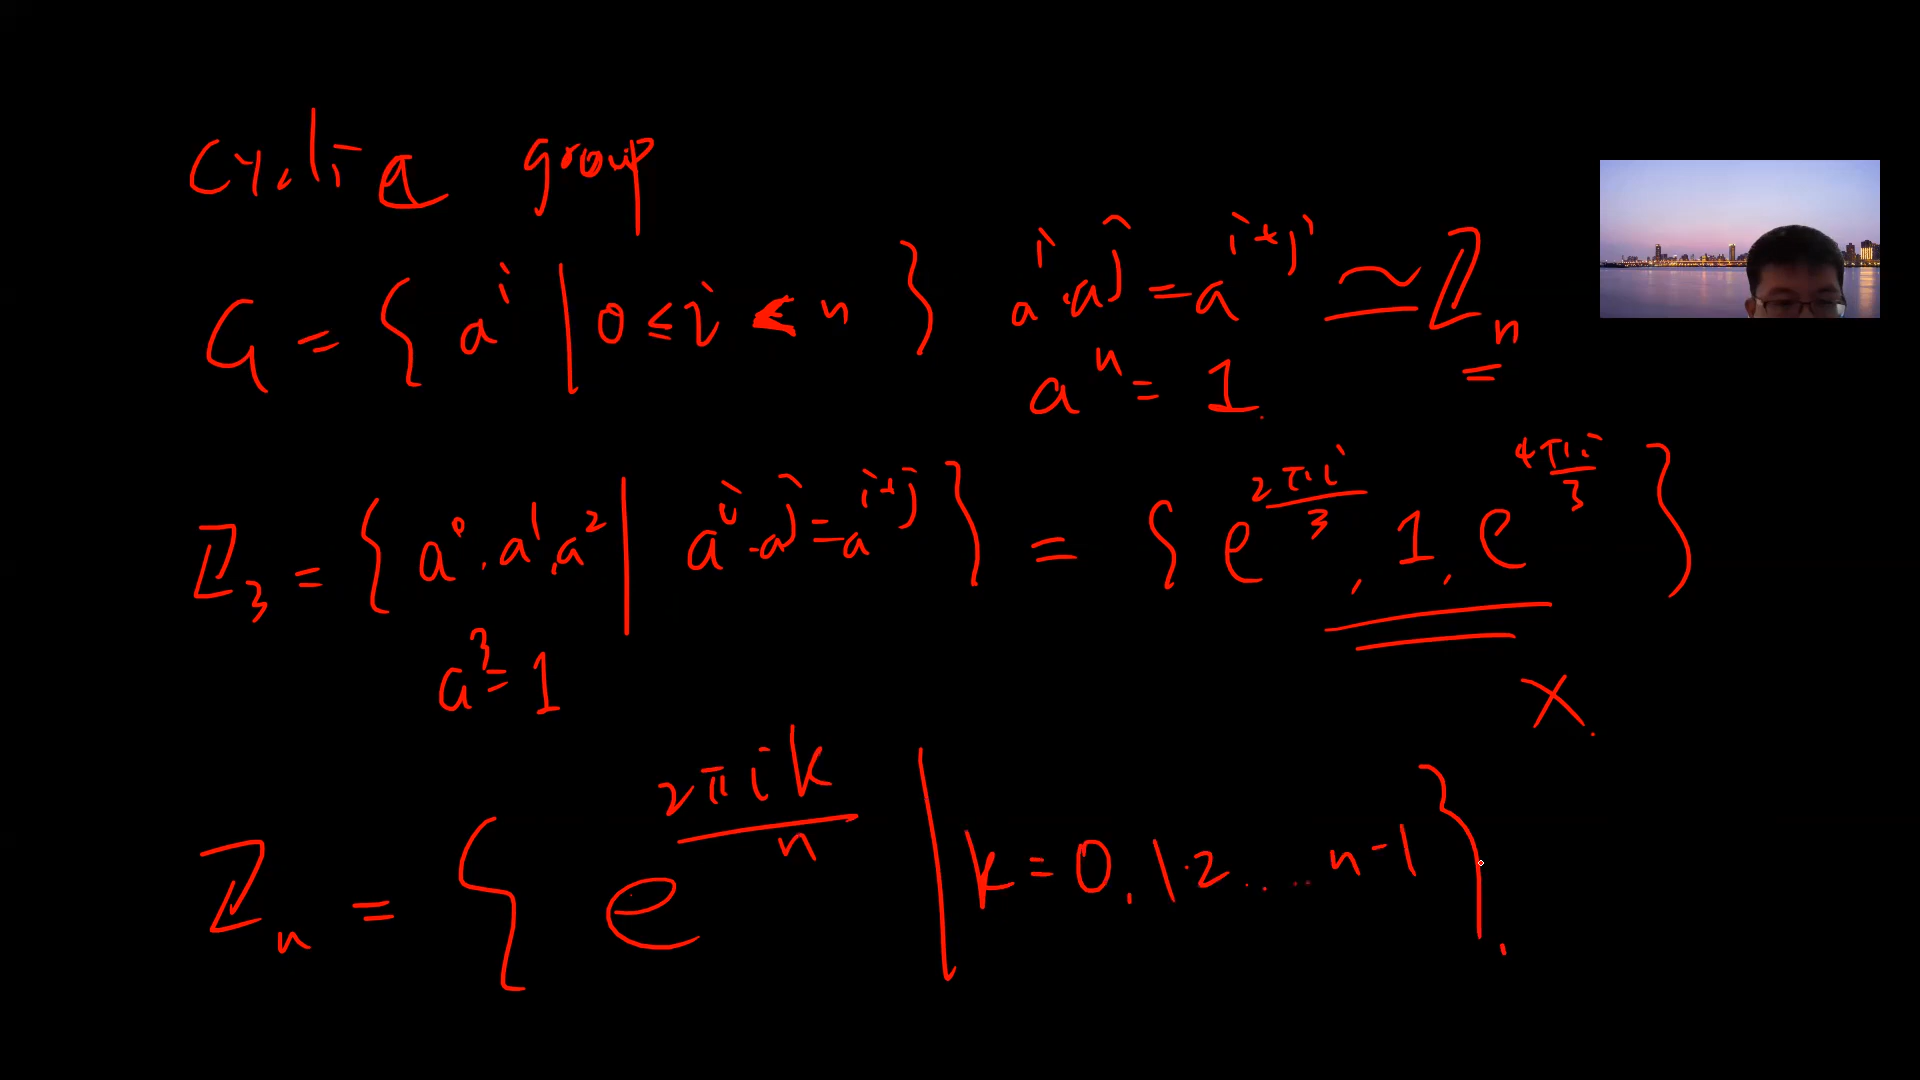 cyclic group
G = { a^i | 0 ≤ i < n } a^i · a^j = a^{i+j} ≃ ℤ_n
a^n = 1.
ℤ_3 = { a^0, a^1, a^2 | a^i · a^j = a^{i+j} } = { e^{2πi/3}, 1, e^{4πi/3} }
a^3 = 1
x.
ℤ_n = { e^{2πik/n} | k = 0, 1, 2 .... n-1 }.